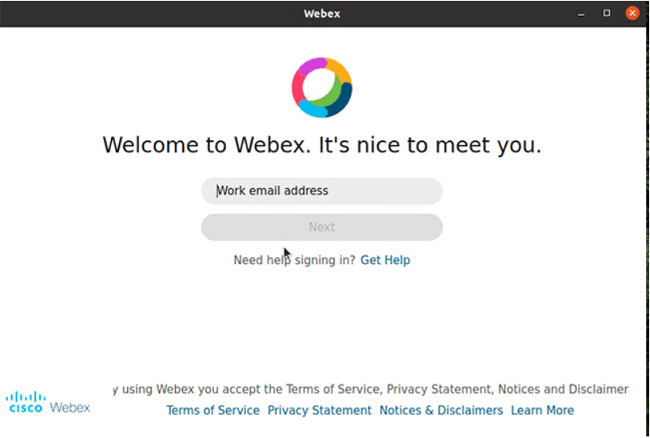 Webex
Welcome to Webex. It's nice to meet you.
Work email address
Next
Need help signing in? Get Help
y using Webex you accept the Terms of Service, Privacy Statement, Notices and Disclaimer
Terms of Service Privacy Statement Notices & Disclaimers Learn More
CISCO Webex